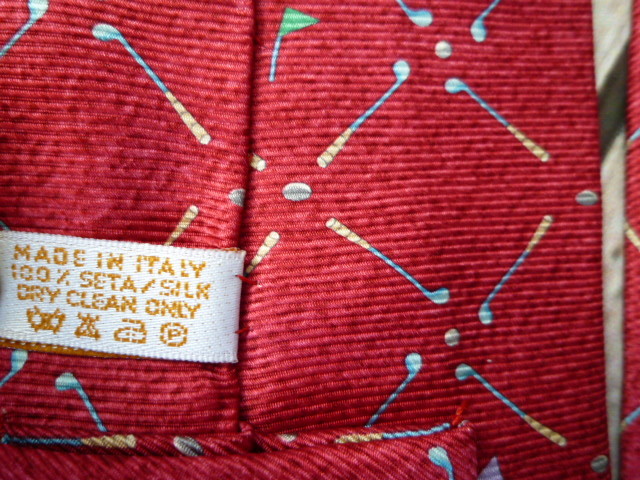 MADE IN ITALY
100% SETA/SILK
DRY CLEAN ONLY
P